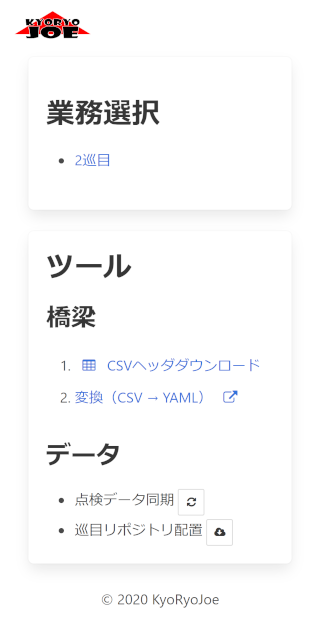 KYORYO
JOE
業務選択
• 2巡目
ツール
橋梁
1. CSVヘッダダウンロード
2. 変換（CSV → YAML）
データ
• 点検データ同期
• 巡目リポジトリ配置
© 2020 KyoRyoJoe